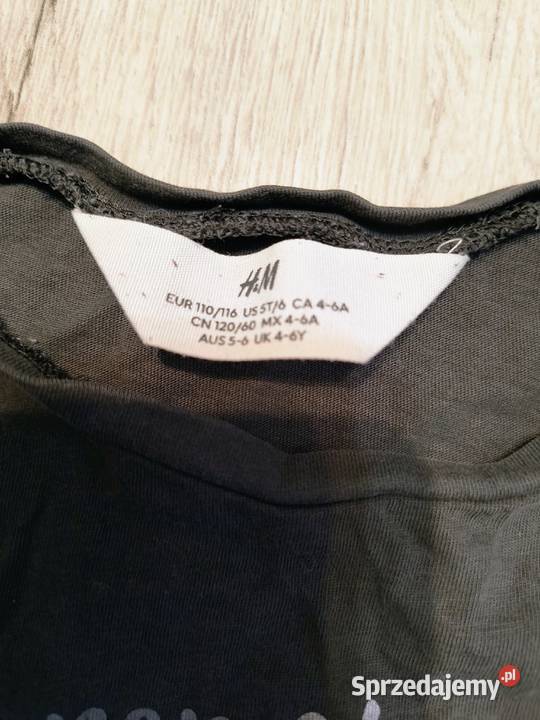 H&M
EUR 110/116 US 5T/6 CA 4-6A
CN 120/60 MX 4-6A
AUS 5-6 UK 4-6Y
Sprzedajemy.pl